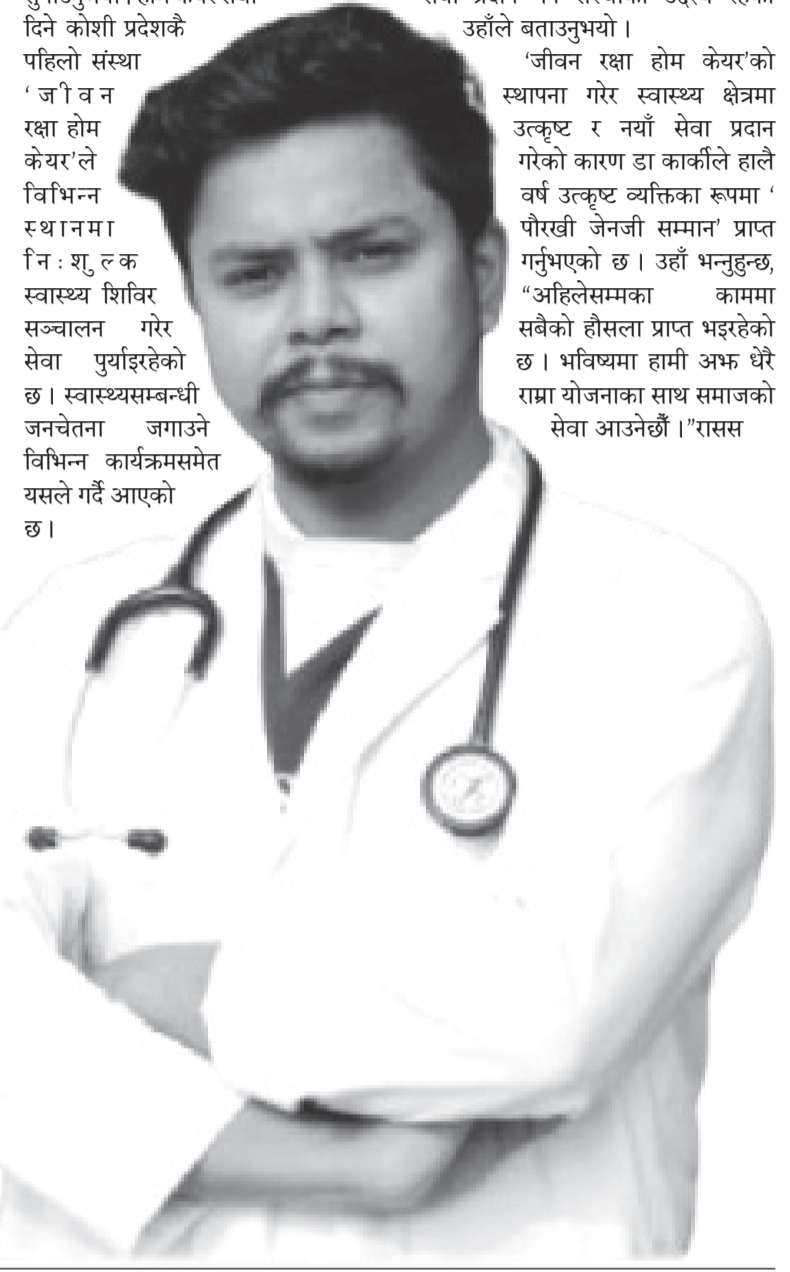 दिने कोशी प्रदेशकै
पहिलो संस्था
‘ जी व न
रक्षा होम
केयर’ले
विभिन्न
स्थानमा
नि: शु ल्क
स्वास्थ्य शिविर
सञ्चालन गरेर
सेवा पुर्याइरहेको
छ । स्वास्थ्यसम्बन्धी
जनचेतना जगाउने
विभिन्न कार्यक्रमसमेत
यसले गर्दै आएको
छ ।
उहाँले बताउनुभयो ।
‘जीवन रक्षा होम केयर’को
स्थापना गरेर स्वास्थ्य क्षेत्रमा
उत्कृष्ट र नयाँ सेवा प्रदान
गरेको कारण डा कार्कीले हालै
वर्ष उत्कृष्ट व्यक्तिका रूपमा ‘
पौरखी जेनजी सम्मान’ प्राप्त
गर्नुभएको छ । उहाँ भन्नुहुन्छ,
“अहिलेसम्मका काममा
सबैको हौसला प्राप्त भइरहेको
छ । भविष्यमा हामी अझ धेरै
राम्रा योजनाका साथ समाजको
सेवा आउनेछौँ ।”रासस